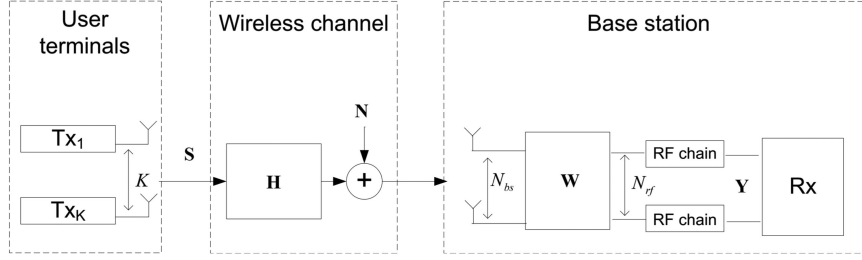 User
terminals
Wireless channel
Base station
Tx1
TxK
K
S
H
N
+
Nbs
W
Nrf
RF chain
RF chain
Y
Rx